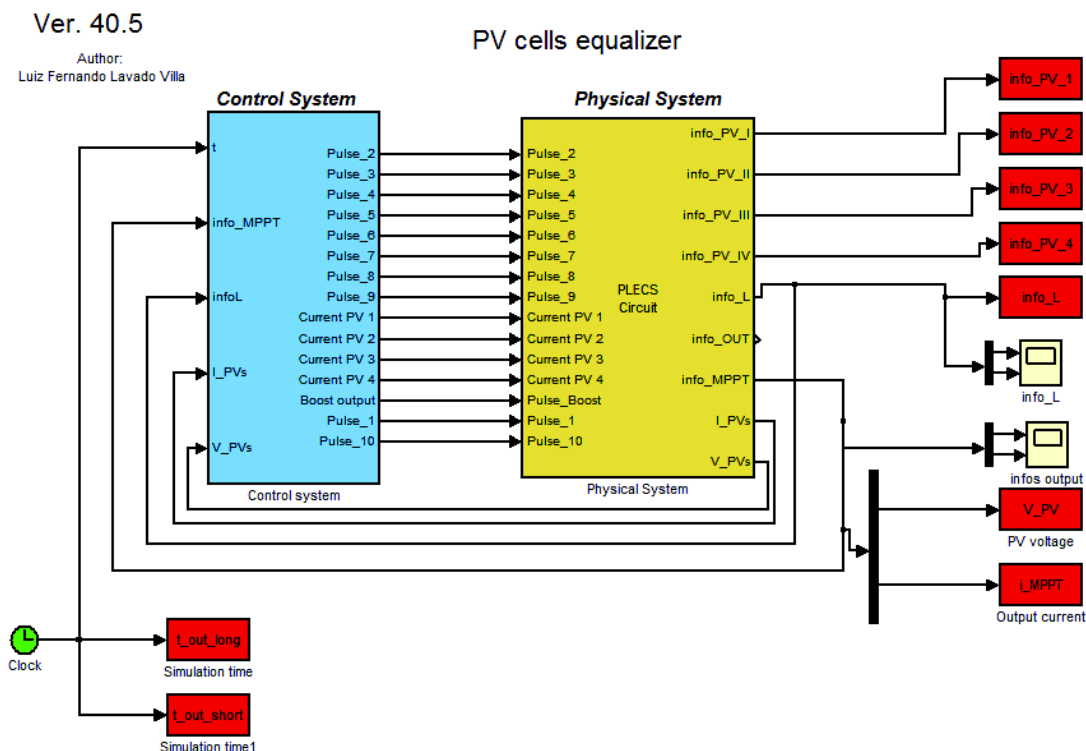 Ver. 40.5
Author:
Luiz Fernando Lavado Villa
PV cells equalizer
Control System
t
info_MPPT
infoL
I_PVs
V_PVs
Pulse_2
Pulse_3
Pulse_4
Pulse_5
Pulse_6
Pulse_7
Pulse_8
Pulse_9
Current PV 1
Current PV 2
Current PV 3
Current PV 4
Boost output
Pulse_1
Pulse_10
Control system
Physical System
Pulse_2
Pulse_3
Pulse_4
Pulse_5
Pulse_6
Pulse_7
Pulse_8
Pulse_9
Current PV 1
Current PV 2
Current PV 3
Current PV 4
Pulse_Boost
Pulse_1
Pulse_10
PLECS
Circuit
info_PV_I
info_PV_II
info_PV_III
info_PV_IV
info_L
info_OUT
info_MPPT
I_PVs
V_PVs
Physical System
info_PV_1
info_PV_2
info_PV_3
info_PV_4
info_L
info_L
infos output
V_PV
PV voltage
i_MPPT
Output current
Clock
t_out_long
Simulation time
t_out_short
Simulation time1